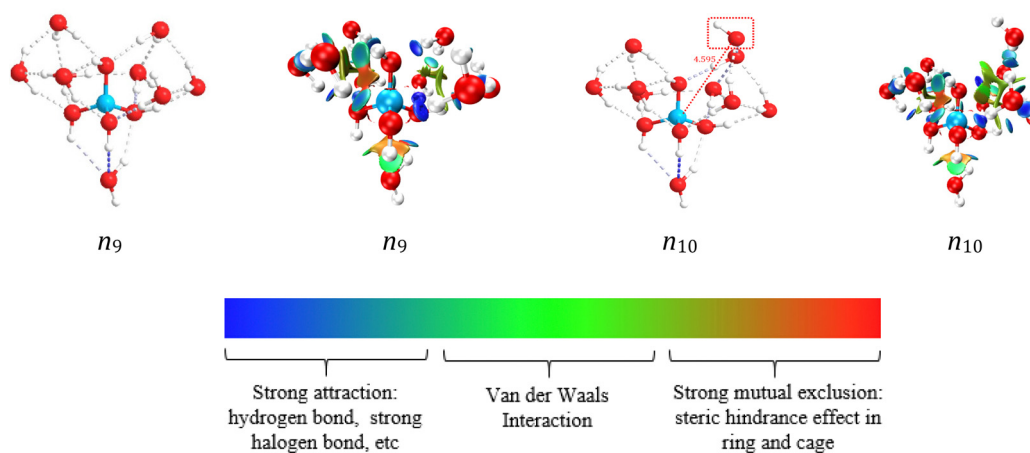 4.595
n₉
n₉
n₁₀
n₁₀
Strong attraction:
hydrogen bond, strong
halogen bond, etc
Van der Waals
Interaction
Strong mutual exclusion:
steric hindrance effect in
ring and cage